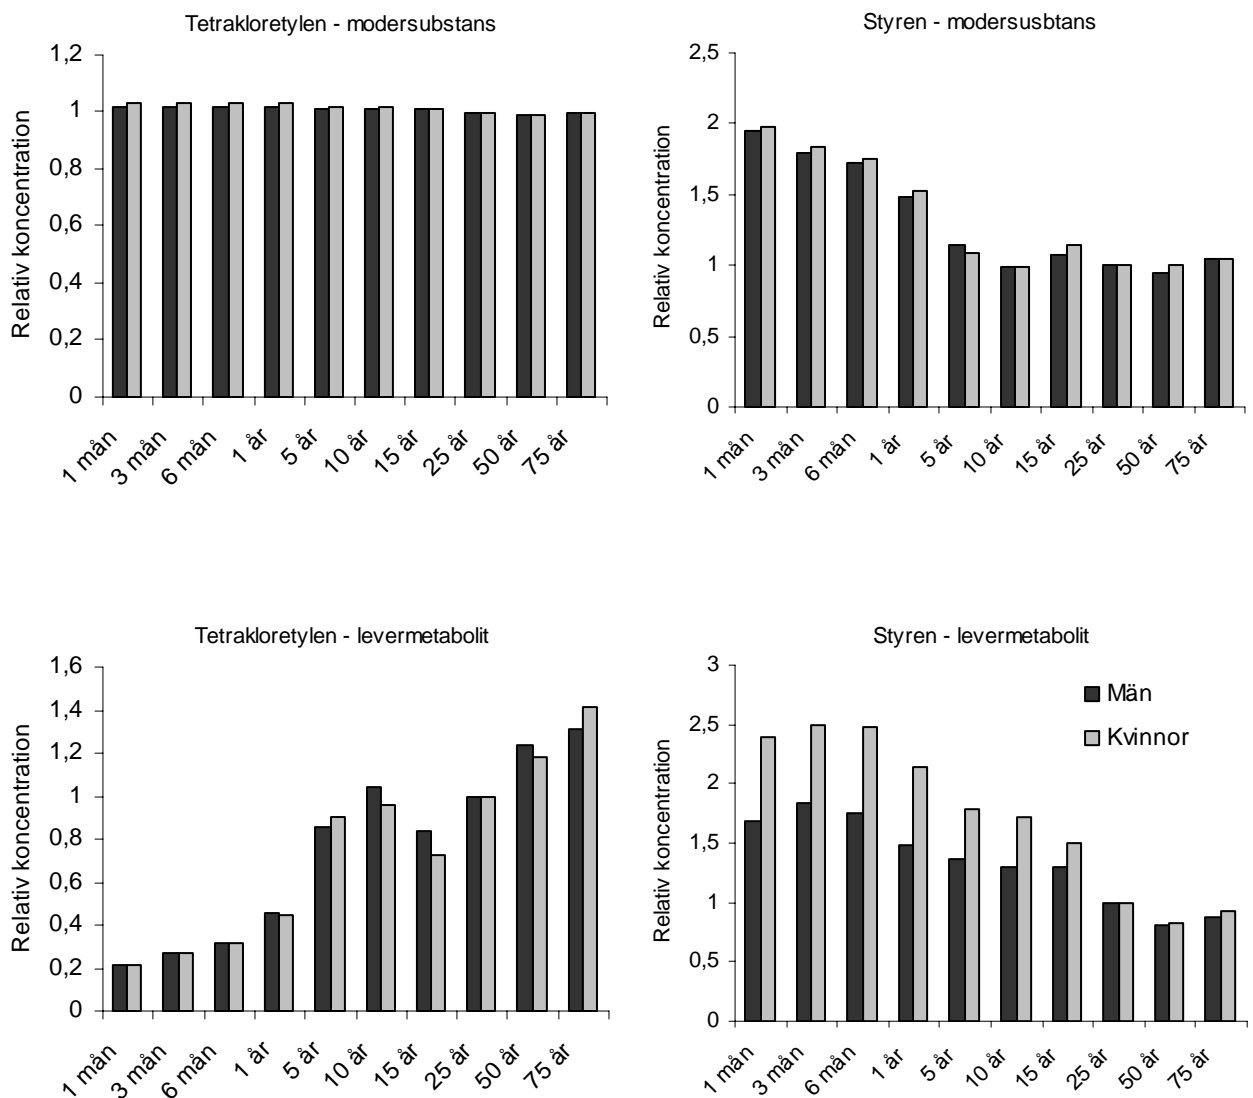 Tetrakloretylen - modersubstans
1,2
1
0,8
0,6
0,4
0,2
0
Relativ koncentration
1 mån
3 mån
6 mån
1 år
5 år
10 år
15 år
25 år
50 år
75 år
Styren - modersusbtans
2,5
2
1,5
1
0,5
0
Relativ koncentration
1 mån
3 mån
6 mån
1 år
5 år
10 år
15 år
25 år
50 år
75 år
Tetrakloretylen - levermetabolit
1,6
1,4
1,2
1
0,8
0,6
0,4
0,2
0
Relativ koncentration
1 mån
3 mån
6 mån
1 år
5 år
10 år
15 år
25 år
50 år
75 år
Styren - levermetabolit
3
2,5
2
1,5
1
0,5
0
Relativ koncentration
Män
Kvinnor
1 mån
3 mån
6 mån
1 år
5 år
10 år
15 år
25 år
50 år
75 år